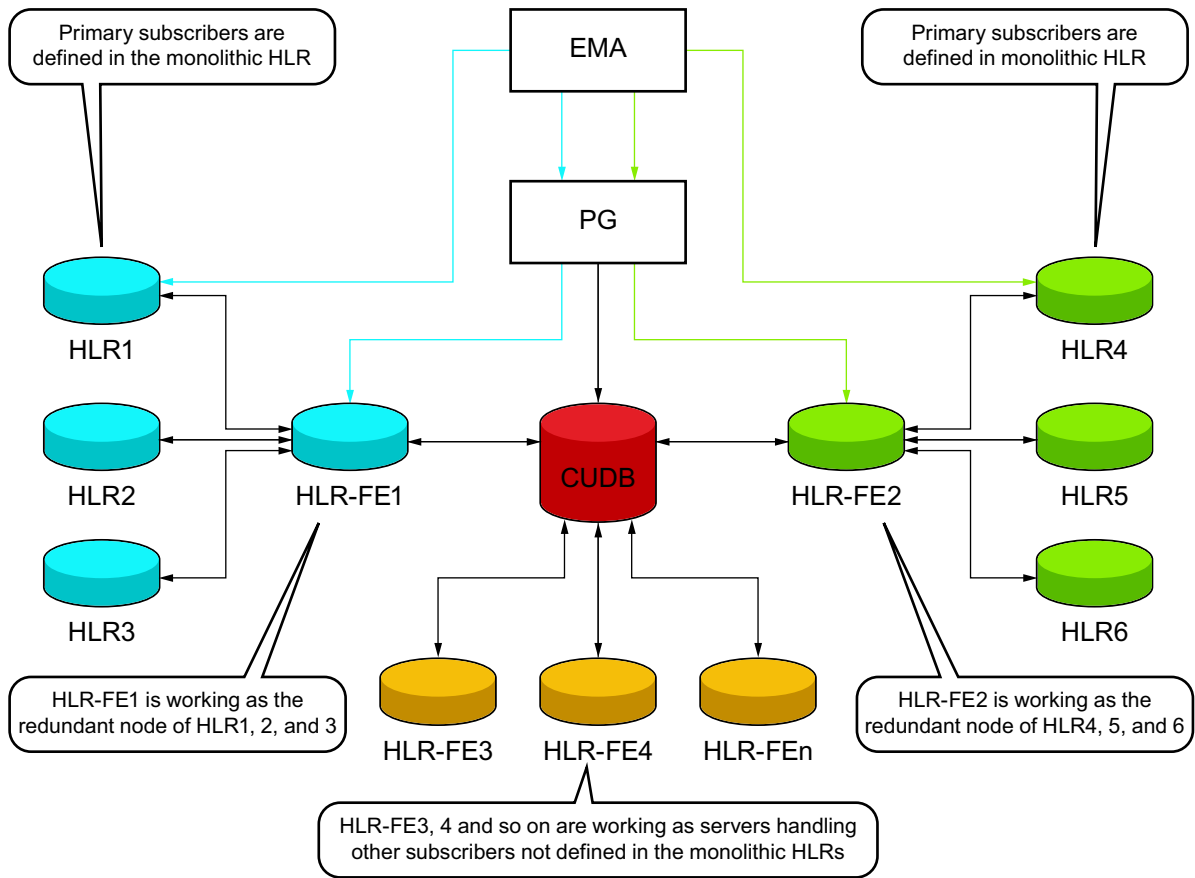 Primary subscribers are
defined in the monolithic HLR
EMA
Primary subscribers are
defined in monolithic HLR
PG
HLR1
HLR4
HLR2
HLR-FE1
CUDB
HLR-FE2
HLR5
HLR3
HLR6
HLR-FE1 is working as the
redundant node of HLR1, 2, and 3
HLR-FE3
HLR-FE4
HLR-FEn
HLR-FE2 is working as the
redundant node of HLR4, 5, and 6
HLR-FE3, 4 and so on are working as servers handling
other subscribers not defined in the monolithic HLRs